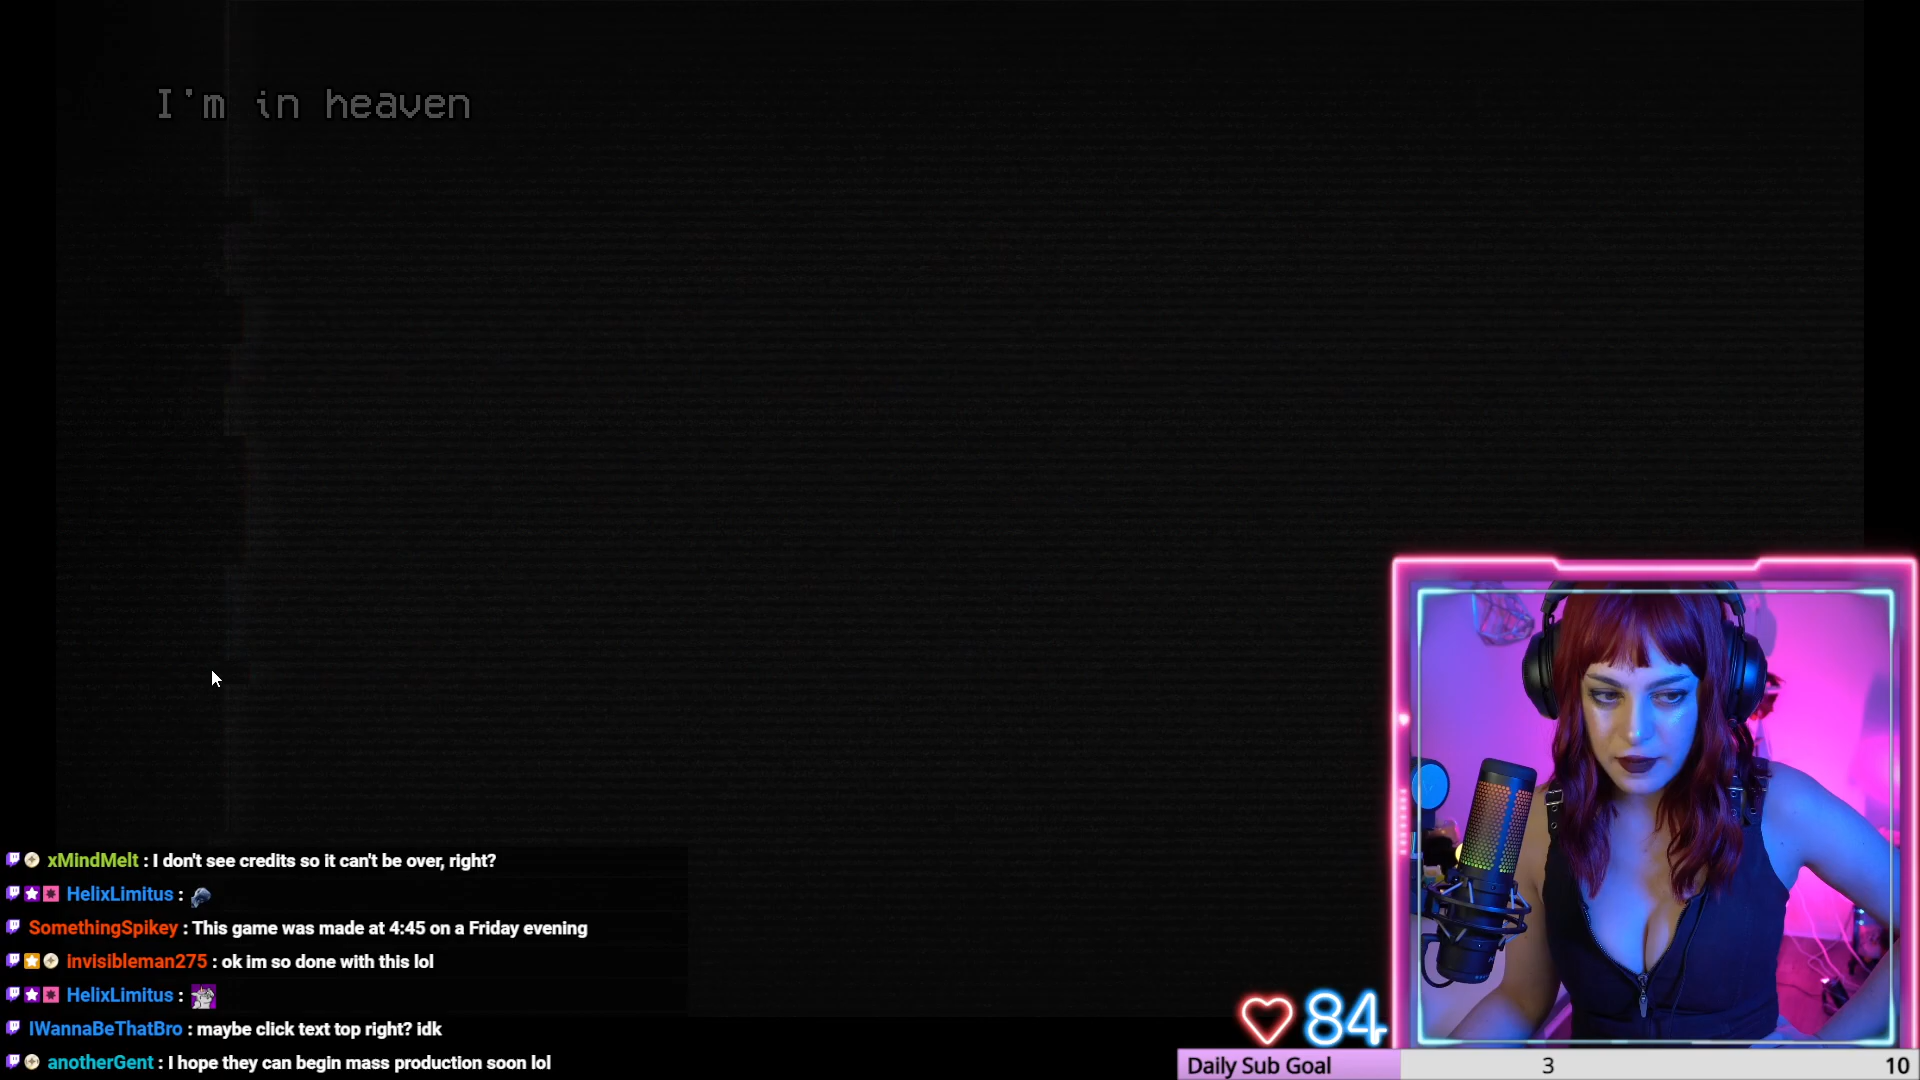 I'm in heaven
xMindMelt : I don't see credits so it can't be over, right?
HelixLimitus :
SomethingSpikey : This game was made at 4:45 on a Friday evening
invisibleman275 : ok im so done with this lol
HelixLimitus :
IWannaBeThatBro : maybe click text top right? idk
anotherGent : I hope they can begin mass production soon lol
84
Daily Sub Goal 3 10